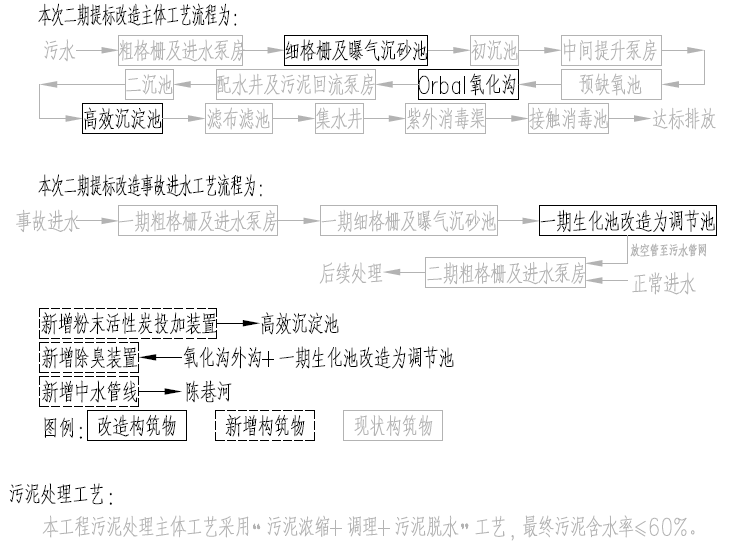 本次二期提标改造主体工艺流程为：
污水 粗格栅及进水泵房 细格栅及曝气沉砂池 初沉池 中间提升泵房
二沉池 配水井及污泥回流泵房 Orbal氧化沟 预缺氧池
高效沉淀池 滤布滤池 集水井 紫外消毒渠 接触消毒池 达标排放
本次二期提标改造事故进水工艺流程为：
事故进水 一期粗格栅及进水泵房 一期细格栅及曝气沉砂池 一期生化池改造为调节池
放空管至污水管网
后续处理 二期粗格栅及进水泵房 正常进水
新增粉末活性炭投加装置 高效沉淀池
新增除臭装置 氧化沟外沟+一期生化池改造为调节池
新增中水管线 陈巷河
图例： 改造构筑物 新增构筑物 现状构筑物
污泥处理工艺：
本工程污泥处理主体工艺采用“污泥浓缩+调理+污泥脱水”工艺，最终污泥含水率≤60%。